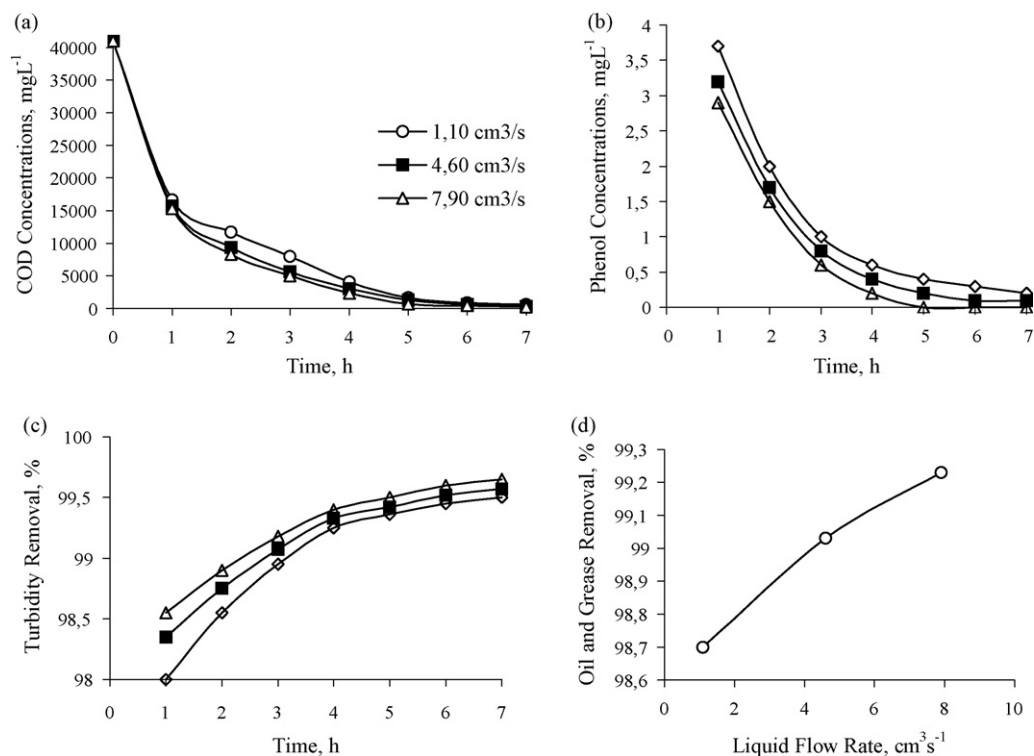 (a)
COD Concentrations, mgL⁻¹
40000
35000
30000
25000
20000
15000
10000
5000
0
0 1 2 3 4 5 6 7
Time, h
1,10 cm3/s
4,60 cm3/s
7,90 cm3/s
(b)
Phenol Concentrations, mgL⁻¹
4
3,5
3
2,5
2
1,5
1
0,5
0
0 1 2 3 4 5 6 7
Time, h
(c)
Turbidity Removal, %
100
99,5
99
98,5
98
0 1 2 3 4 5 6 7
Time, h
(d)
Oil and Grease Removal, %
99,3
99,2
99,1
99
98,9
98,8
98,7
98,6
0 2 4 6 8 10
Liquid Flow Rate, cm³s⁻¹